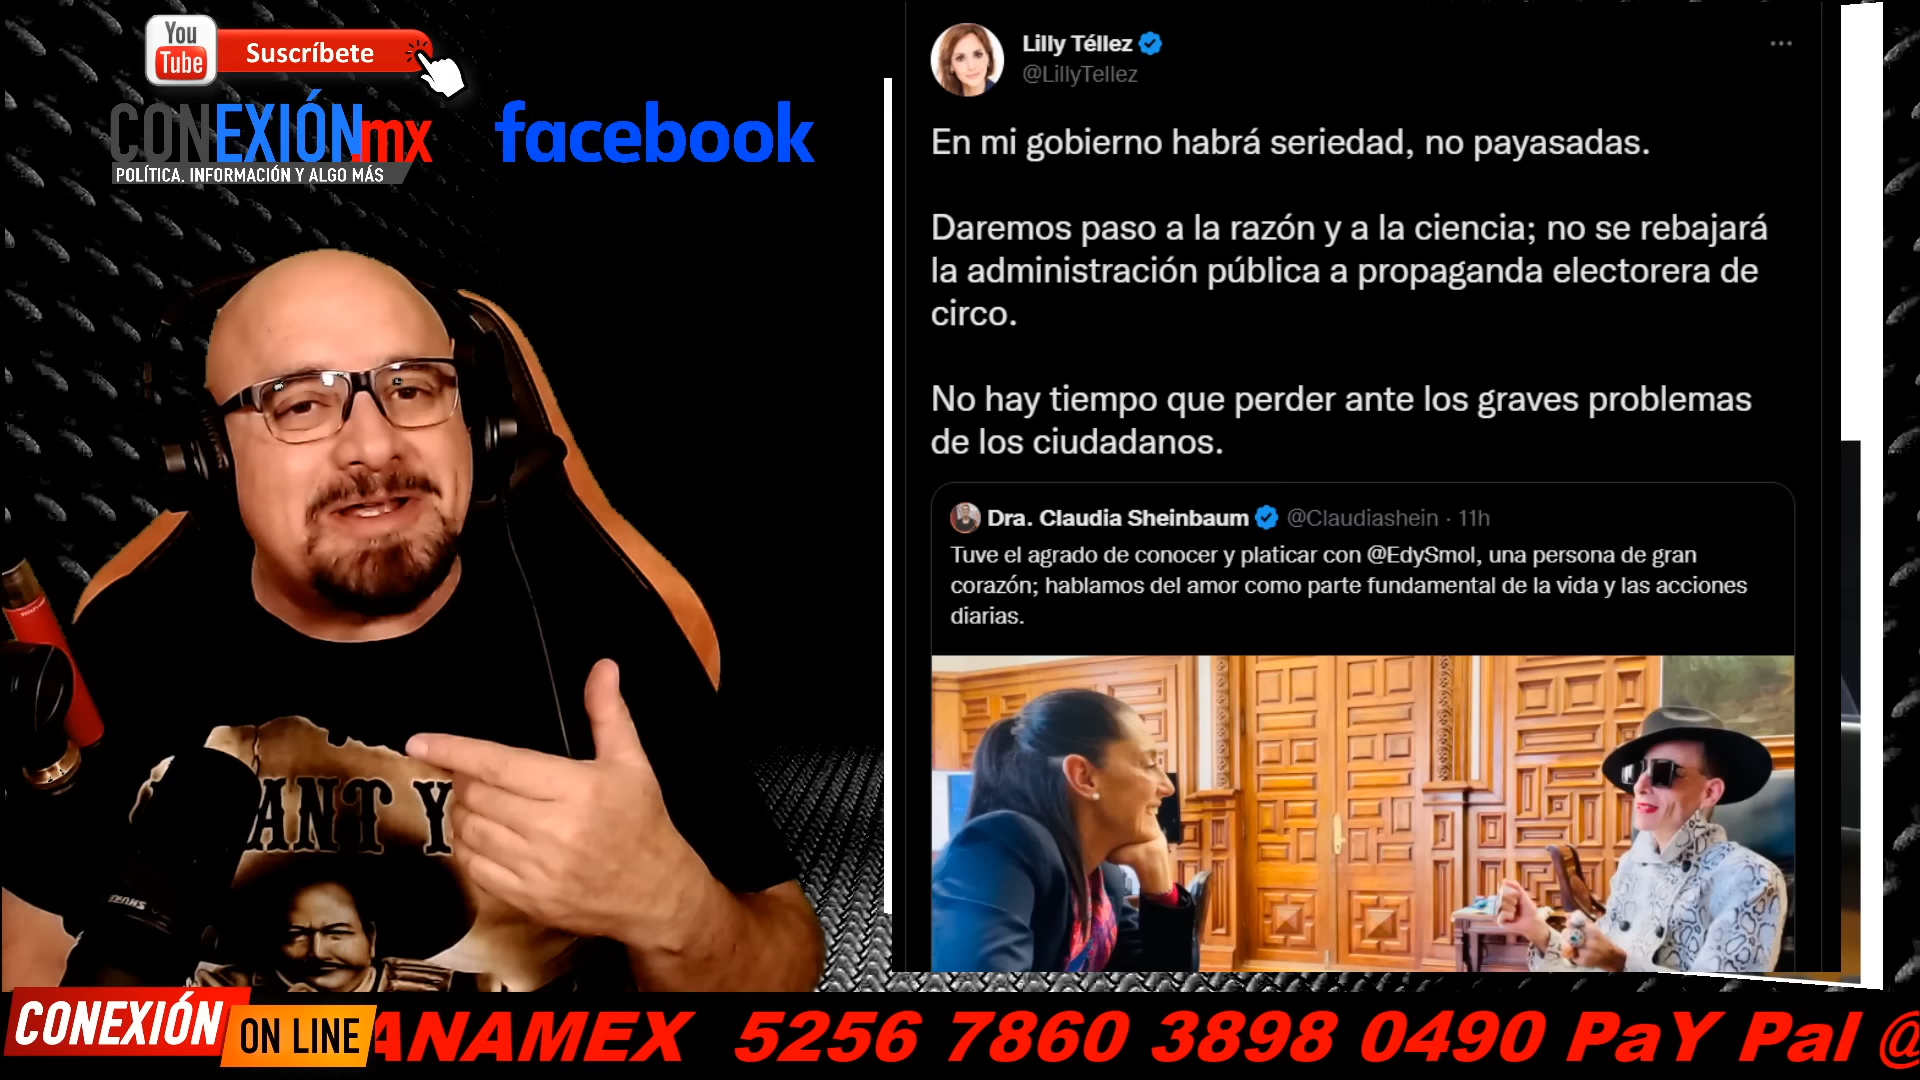 You
Tube
Suscríbete
CONEXIÓN.mx
POLÍTICA. INFORMACIÓN Y ALGO MÁS
facebook
Lilly Téllez
@LillyTellez
En mi gobierno habrá seriedad, no payasadas.
Daremos paso a la razón y a la ciencia; no se rebajará
la administración pública a propaganda electorera de
circo.
No hay tiempo que perder ante los graves problemas
de los ciudadanos.
Dra. Claudia Sheinbaum @Claudiashein · 11h
Tuve el agrado de conocer y platicar con @EdySmol, una persona de gran
corazón; hablamos del amor como parte fundamental de la vida y las acciones
diarias.
ANT Y
CONEXIÓN
ON LINE
ANAMEX 5256 7860 3898 0490 PaY Pal @